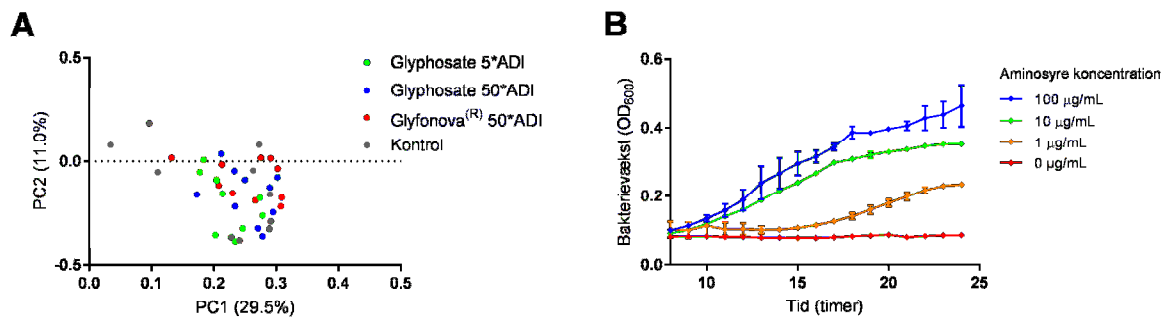 A
0.5
0.0
-0.5
PC2 (11.0%)
0.0 0.1 0.2 0.3 0.4 0.5
PC1 (29.5%)
Glyphosate 5*ADI
Glyphosate 50*ADI
Glyfonova(R) 50*ADI
Kontrol
B
0.6
0.4
0.2
0.0
Bakterievæksl (OD600)
10 15 20 25
Tid (timer)
Aminosyre koncentration
100 µg/mL
10 µg/mL
1 µg/mL
0 µg/mL